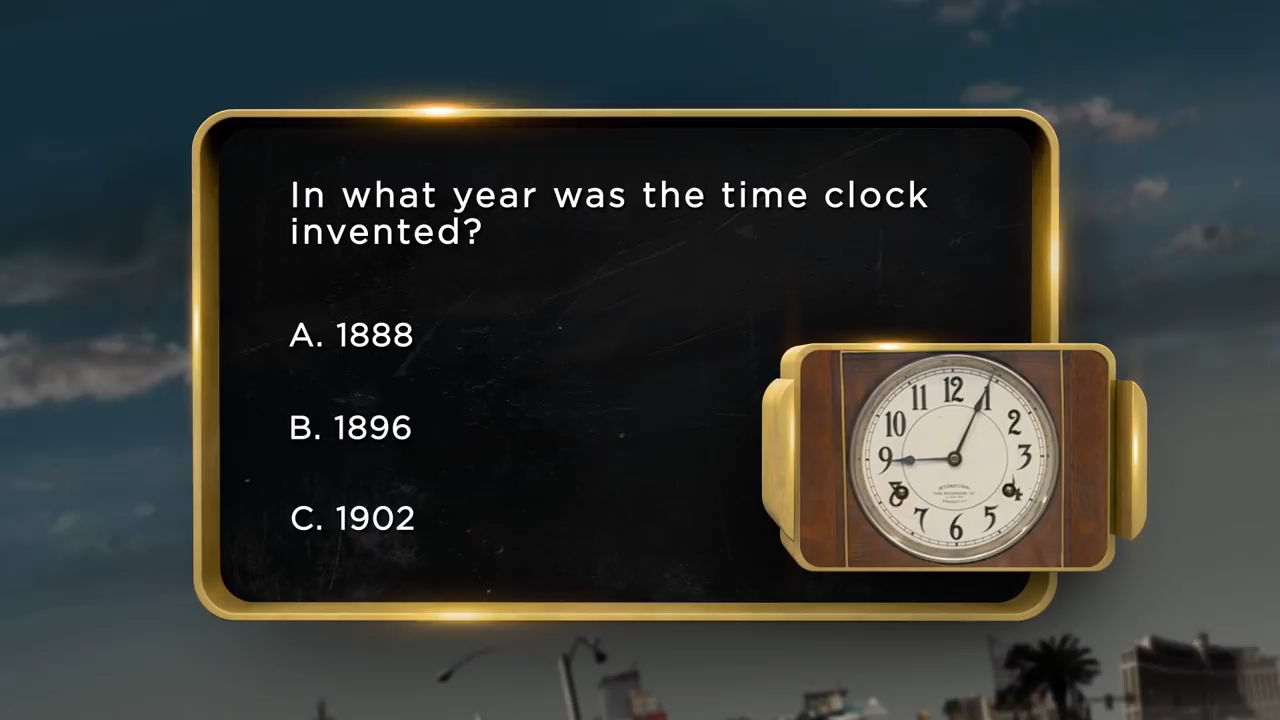 In what year was the time clock
invented?
A. 1888
B. 1896
C. 1902
12
1
2
3
4
5
6
7
8
9
10
11
INTERNATIONAL